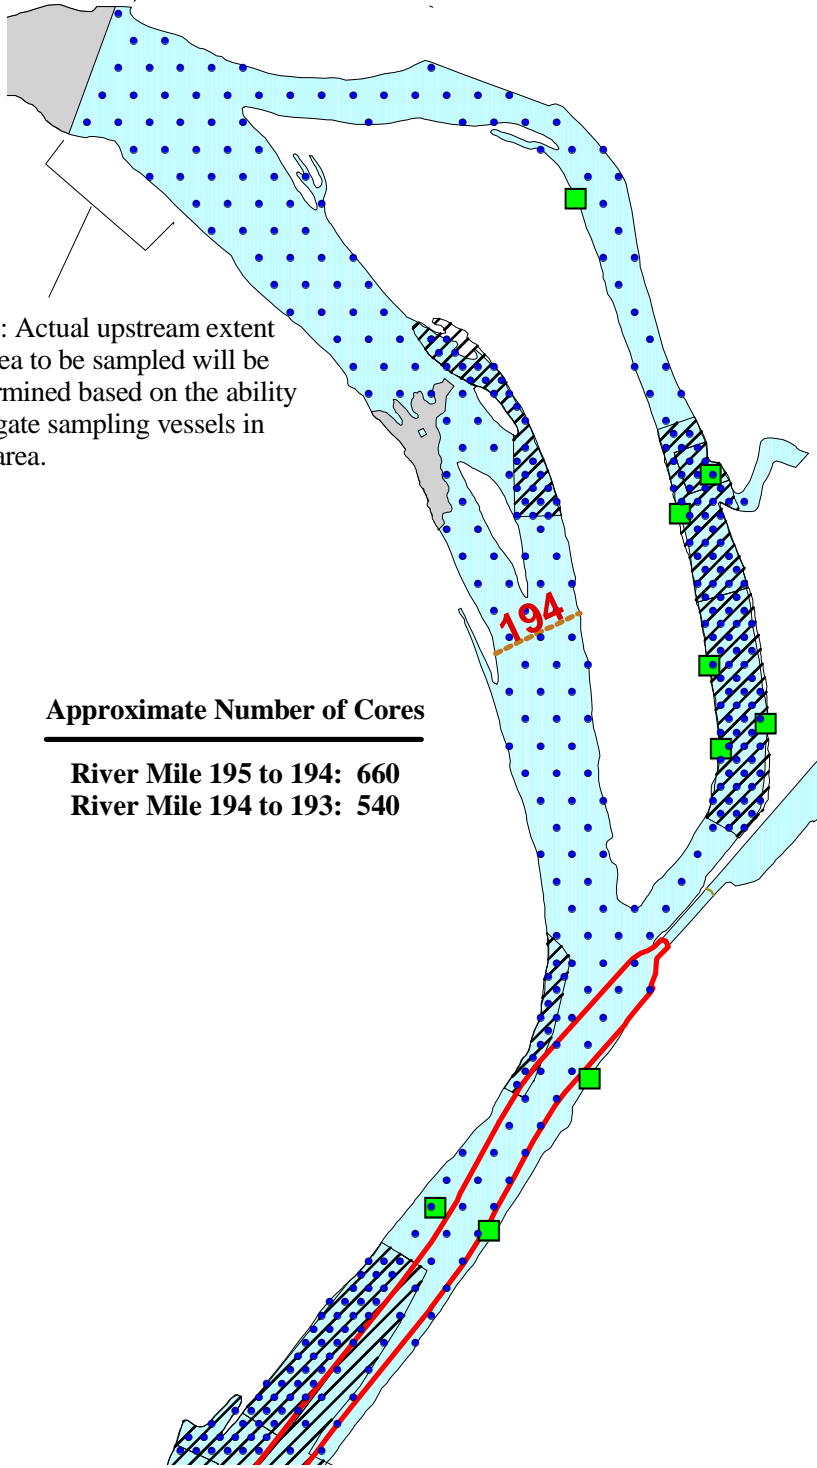 : Actual upstream extent
ea to be sampled will be
rmined based on the ability
gate sampling vessels in
area.
194
Approximate Number of Cores
River Mile 195 to 194: 660
River Mile 194 to 193: 540